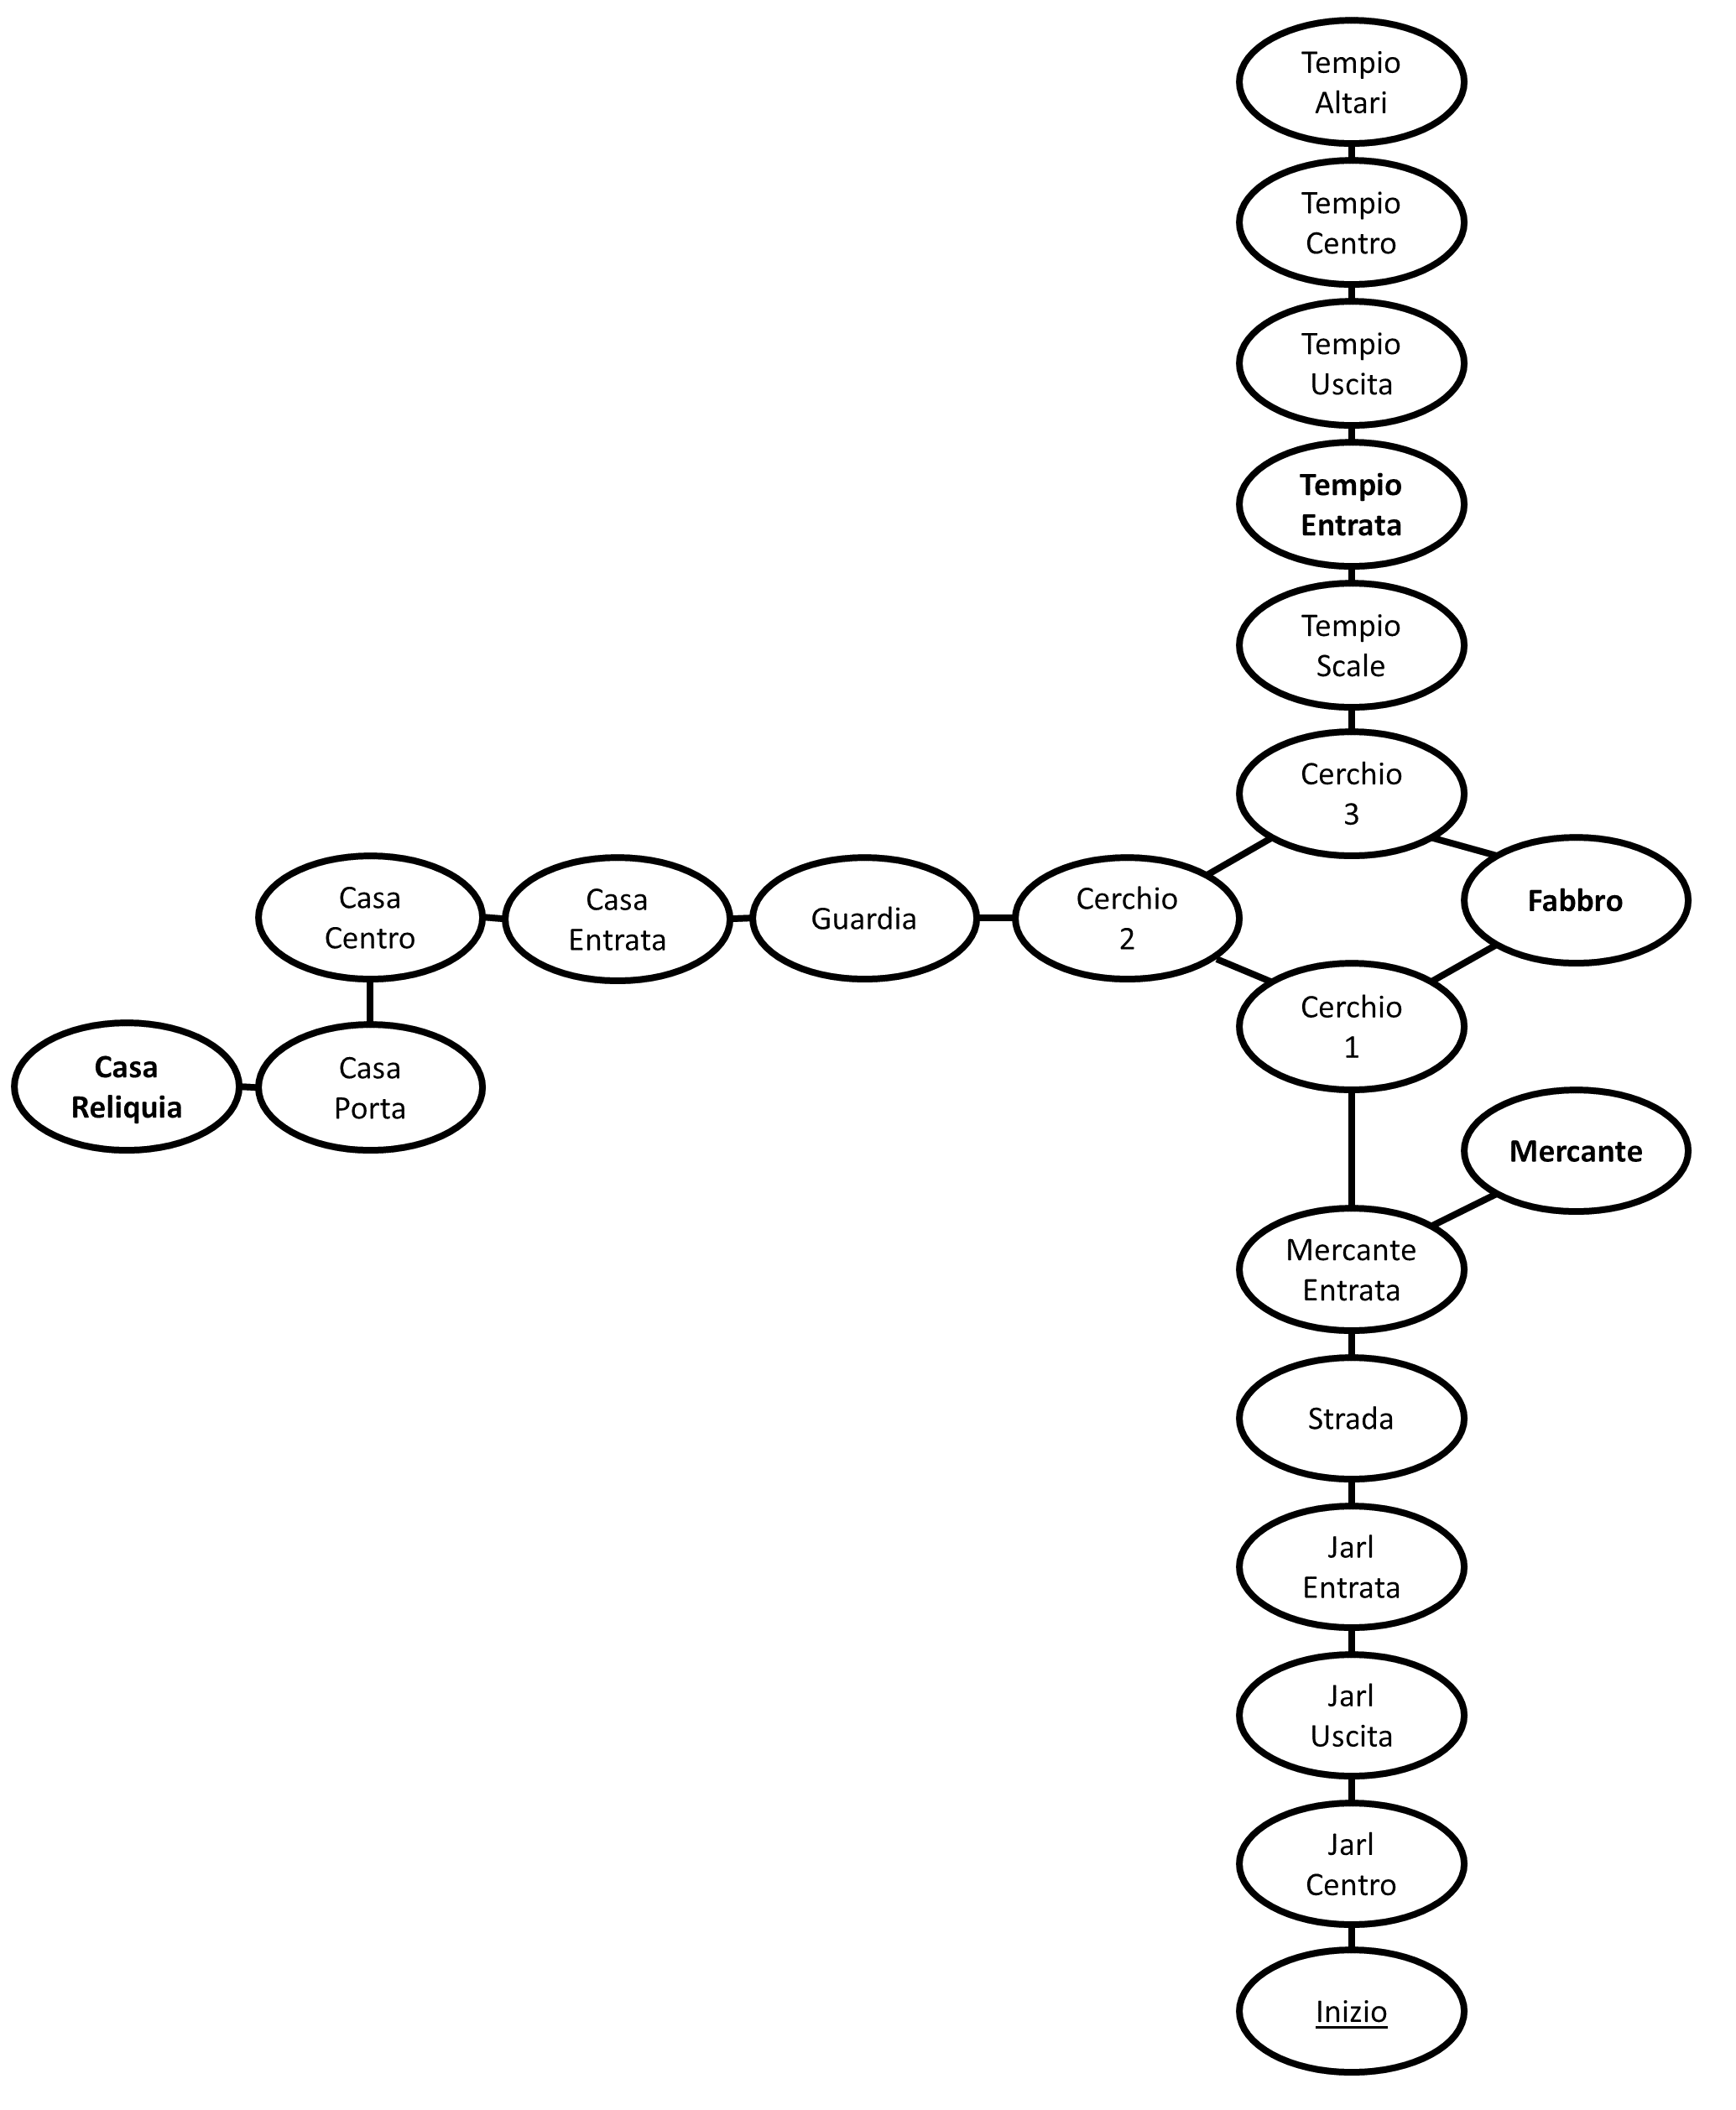 Tempio
Altari
Tempio
Centro
Tempio
Uscita
Tempio
Entrata
Tempio
Scale
Cerchio
3
Fabbro
Casa
Centro
Casa
Entrata
Guardia
Cerchio
2
Cerchio
1
Casa
Reliquia
Casa
Porta
Mercante
Mercante
Entrata
Strada
Jarl
Entrata
Jarl
Uscita
Jarl
Centro
Inizio